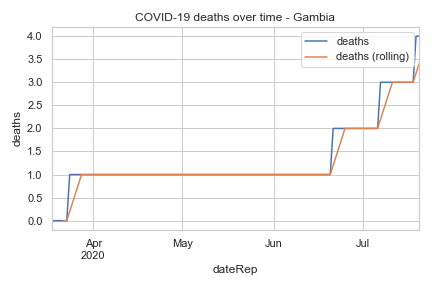 COVID-19 deaths over time - Gambia
deaths
deaths (rolling)
4.0
3.5
3.0
2.5
2.0
1.5
1.0
0.5
0.0
deaths
Apr
2020
May
Jun
Jul
dateRep